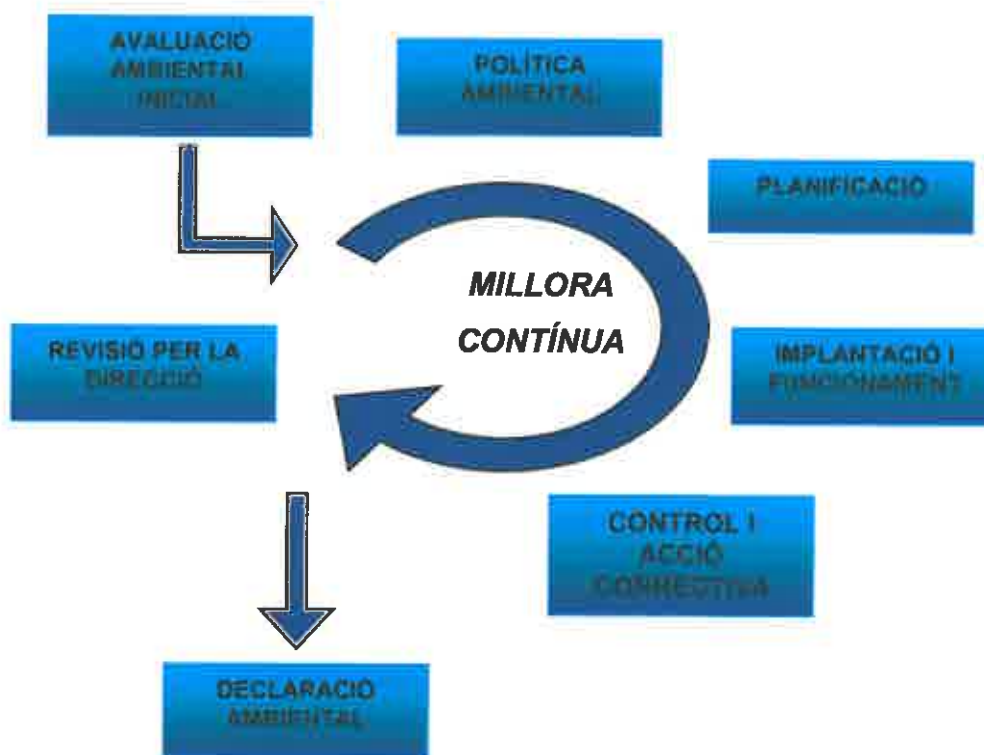 AVALUACIÓ
AMBIENTAL
INICIAL
POLÍTICA
AMBIENTAL
PLANIFICACIÓ
MILLORA
CONTÍNUA
REVISIÓ PER LA
DIRECCIÓ
IMPLANTACIÓ I
FUNCIONAMENT
CONTROL I
ACCIÓ
CORRECTIVA
DECLARACIÓ
AMBIENTAL